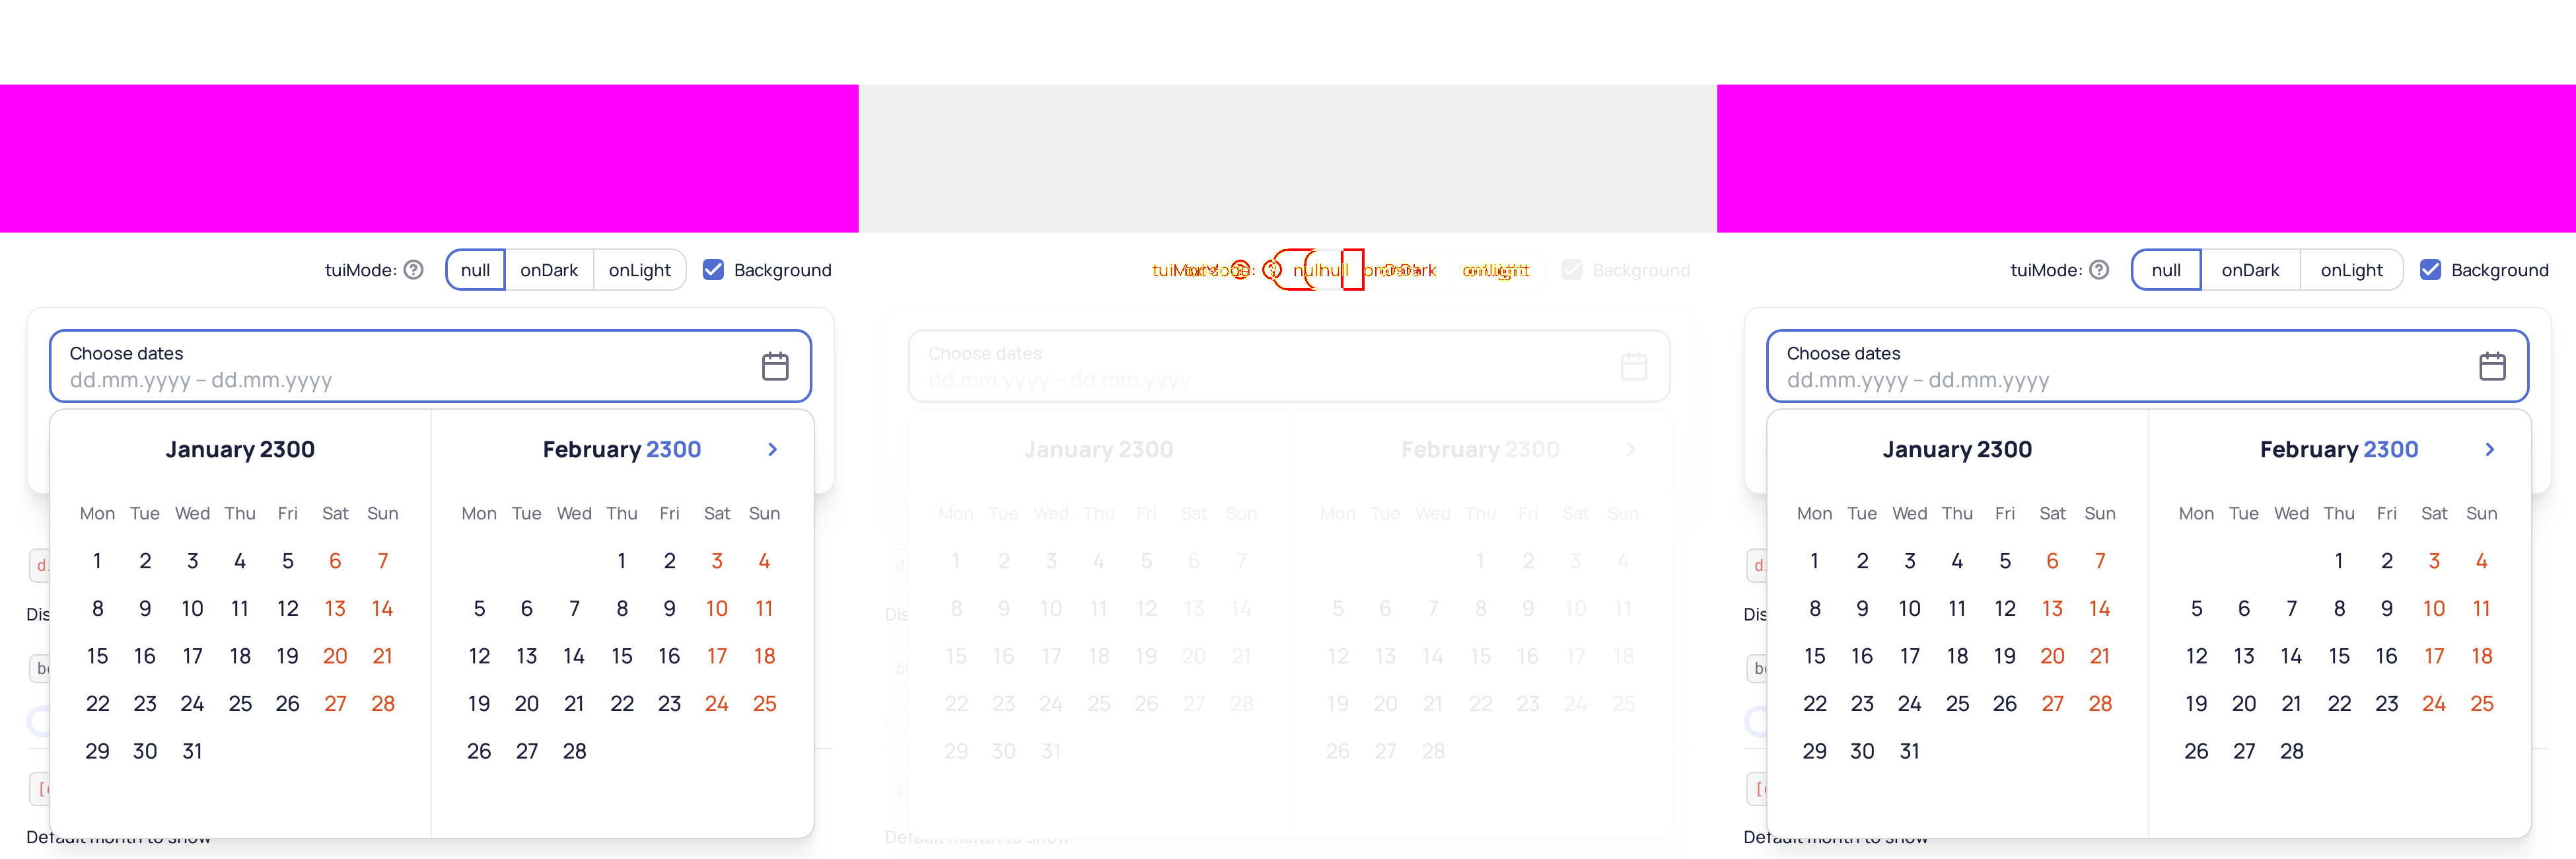 tuiMode: null onDark onLight Background
Choose dates
dd.mm.yyyy – dd.mm.yyyy
January 2300
Mon Tue Wed Thu Fri Sat Sun
1 2 3 4 5 6 7
8 9 10 11 12 13 14
15 16 17 18 19 20 21
22 23 24 25 26 27 28
29 30 31
February 2300
Mon Tue Wed Thu Fri Sat Sun
1 2 3 4
5 6 7 8 9 10 11
12 13 14 15 16 17 18
19 20 21 22 23 24 25
26 27 28
Dis
Default month to show
Background
Choose dates
dd.mm.yyyy – dd.mm.yyyy
January 2300
Mon Tue Wed Thu Fri Sat Sun
1 2 3 4 5 6 7
8 9 10 11 12 13 14
15 16 17 18 19 20 21
22 23 24 25 26 27 28
29 30 31
February 2300
Mon Tue Wed Thu Fri Sat Sun
1 2 3 4
5 6 7 8 9 10 11
12 13 14 15 16 17 18
19 20 21 22 23 24 25
26 27 28
Dis
Default month to show
tuiMode: null onDark onLight Background
Choose dates
dd.mm.yyyy – dd.mm.yyyy
January 2300
Mon Tue Wed Thu Fri Sat Sun
1 2 3 4 5 6 7
8 9 10 11 12 13 14
15 16 17 18 19 20 21
22 23 24 25 26 27 28
29 30 31
February 2300
Mon Tue Wed Thu Fri Sat Sun
1 2 3 4
5 6 7 8 9 10 11
12 13 14 15 16 17 18
19 20 21 22 23 24 25
26 27 28
Dis
Default month to show